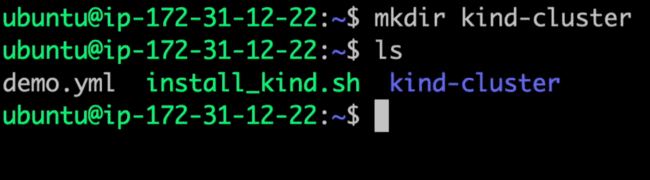 ubuntu@ip-172-31-12-22:~$ mkdir kind-cluster
ubuntu@ip-172-31-12-22:~$ ls
demo.yml  install_kind.sh  kind-cluster
ubuntu@ip-172-31-12-22:~$